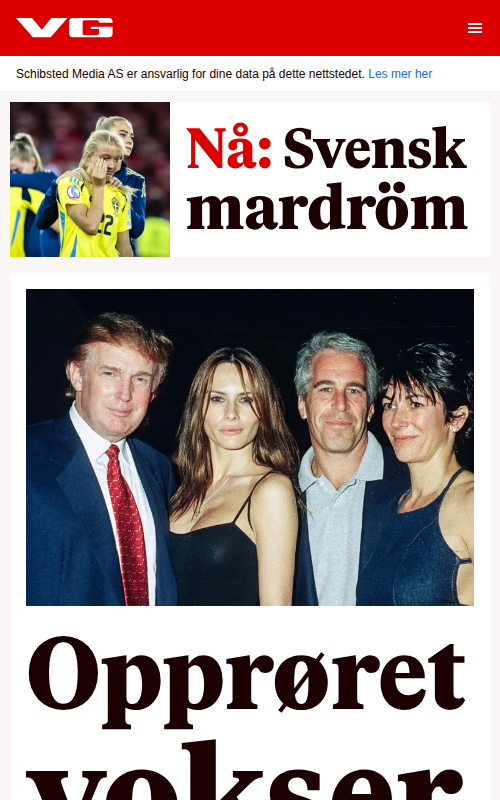 VG
Schibsted Media AS er ansvarlig for dine data på dette nettstedet. Les mer her
Nå: Svensk
mardröm
22
Opprøret
vokser